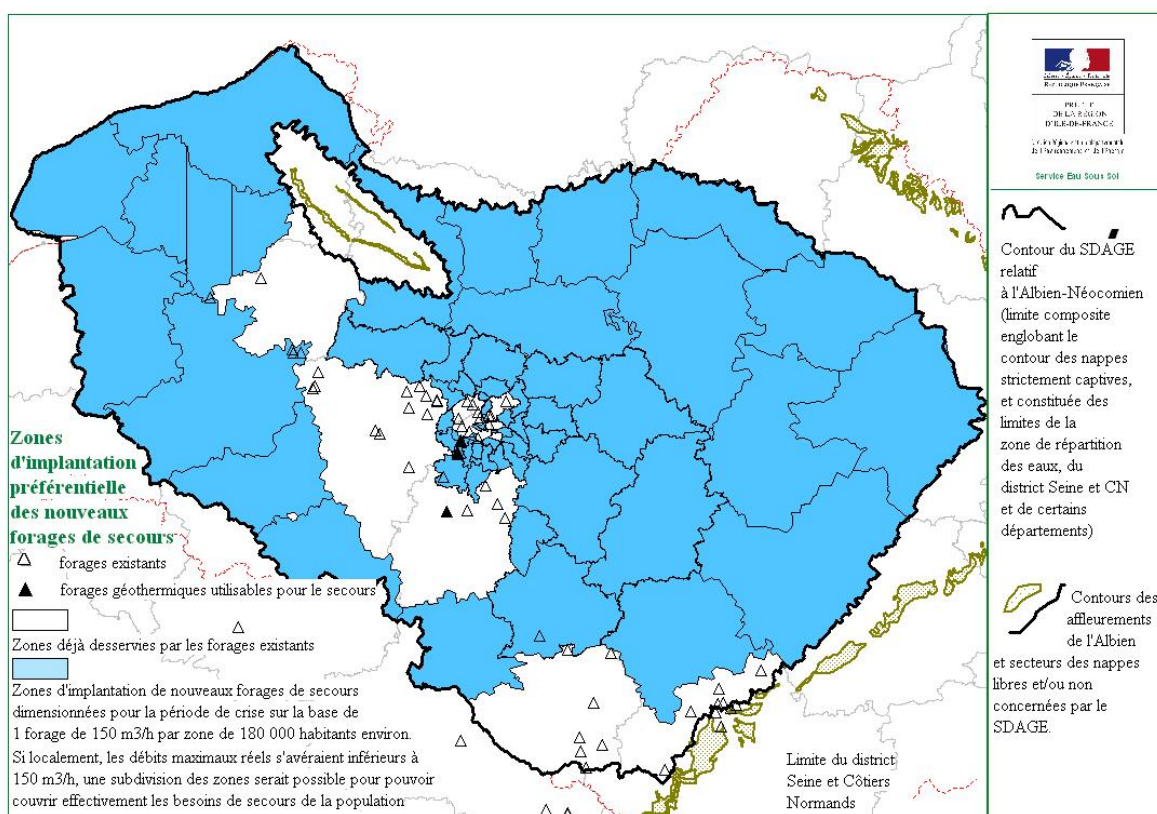 Zones
d'implantation
préférentielle
des nouveaux
forages de secours
forages existants
forages géothermiques utilisables pour le secours
Zones déjà desservies par les forages existants
Zones d'implantation de nouveaux forages de secours
dimensionnées pour la période de crise sur la base de
1 forage de 150 m3/h par zone de 180 000 habitants environ.
Si localement, les débits maximaux réels s'avéraient inférieurs à
150 m3/h, une subdivision des zones serait possible pour pouvoir
couvrir effectivement les besoins de secours de la population
Limite du district
Seine et Côtiers
Normands
RÉPUBLIQUE FRANÇAISE
DE LA RÉGION
D'ILE-DE-FRANCE
Service Eau Sous Sol
Contour du SDAGE
relatif
à l'Albien-Néocomien
(limite composite
englobant le
contour des nappes
strictement captives,
et constituée des
limites de la
zone de répartition
des eaux, du
district Seine et CN
et de certains
départements)
Contours des
affleurements
de l'Albien
et secteurs des nappes
libres et/ou non
concernées par le
SDAGE.